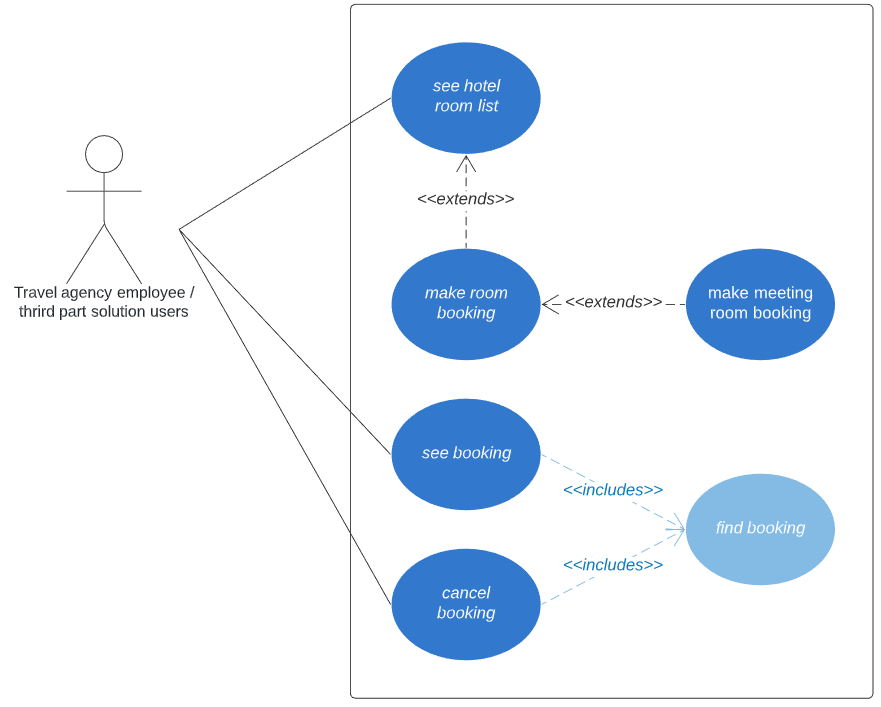 see hotel
room list
<<extends>>
Travel agency employee /
thrird part solution users
make room
booking
<<extends>>
make meeting
room booking
see booking
<<includes>>
find booking
<<includes>>
cancel
booking